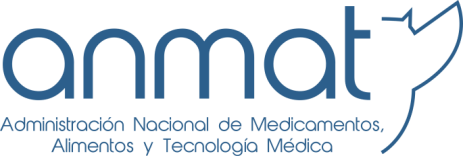 anmat
Administración Nacional de Medicamentos,
Alimentos y Tecnología Médica